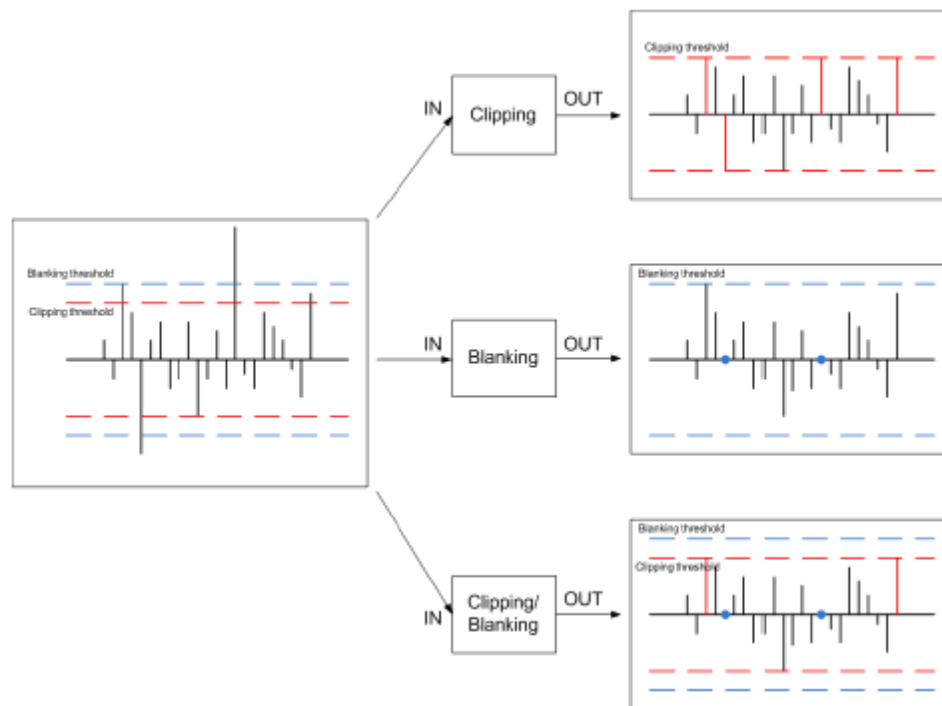 Clipping threshold
IN
Clipping
OUT
Blanking threshold
Clipping threshold
Blanking threshold
IN
Blanking
OUT
Blanking threshold
Clipping threshold
IN
Clipping/
Blanking
OUT